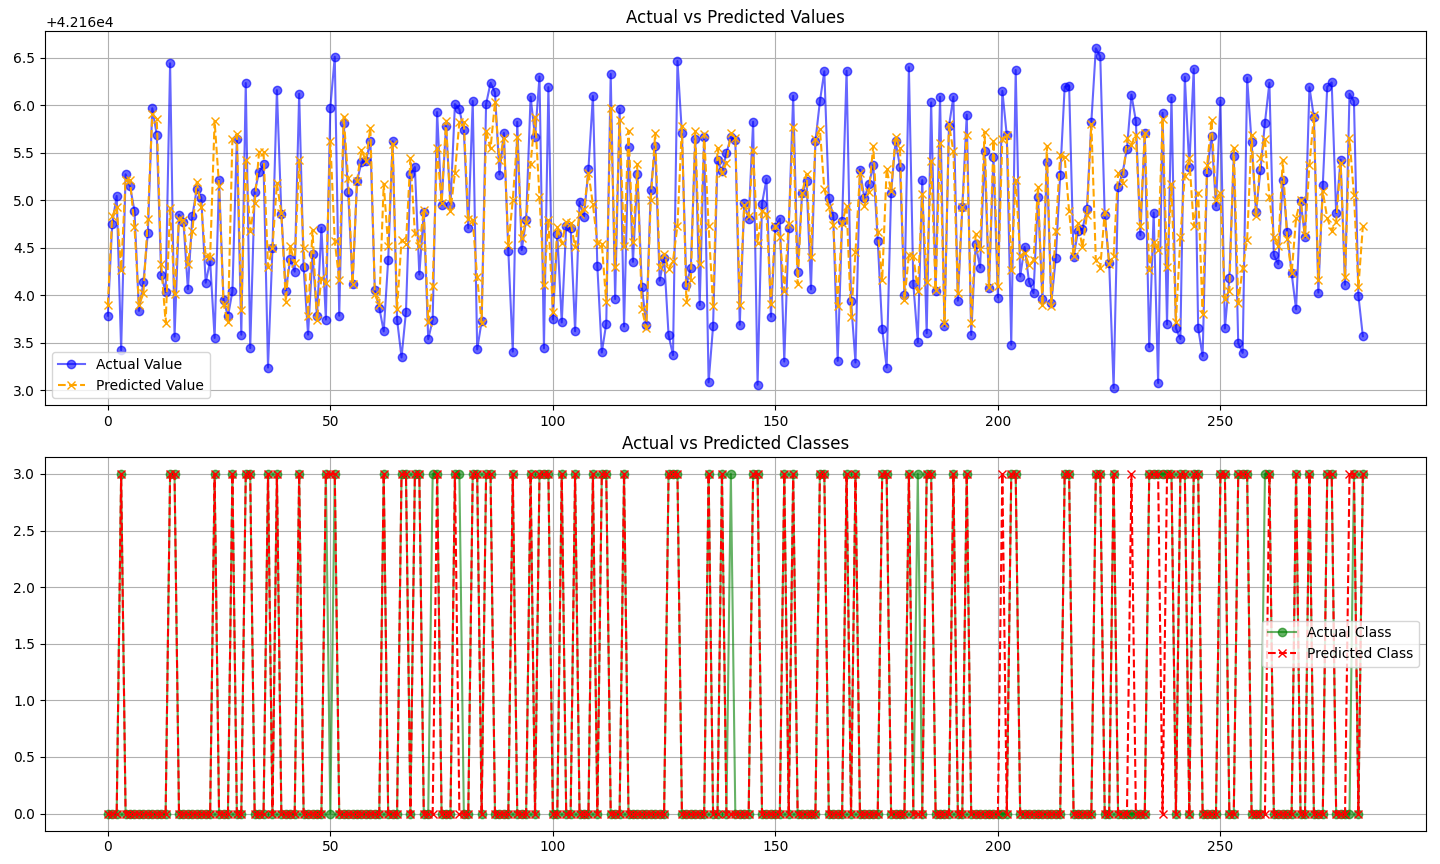 Actual vs Predicted Values
+4.216e4
6.5
6.0
5.5
5.0
4.5
4.0
3.5
3.0
Actual Value
Predicted Value
0 50 100 150 200 250
Actual vs Predicted Classes
3.0
2.5
2.0
1.5
1.0
0.5
0.0
Actual Class
Predicted Class
0 50 100 150 200 250